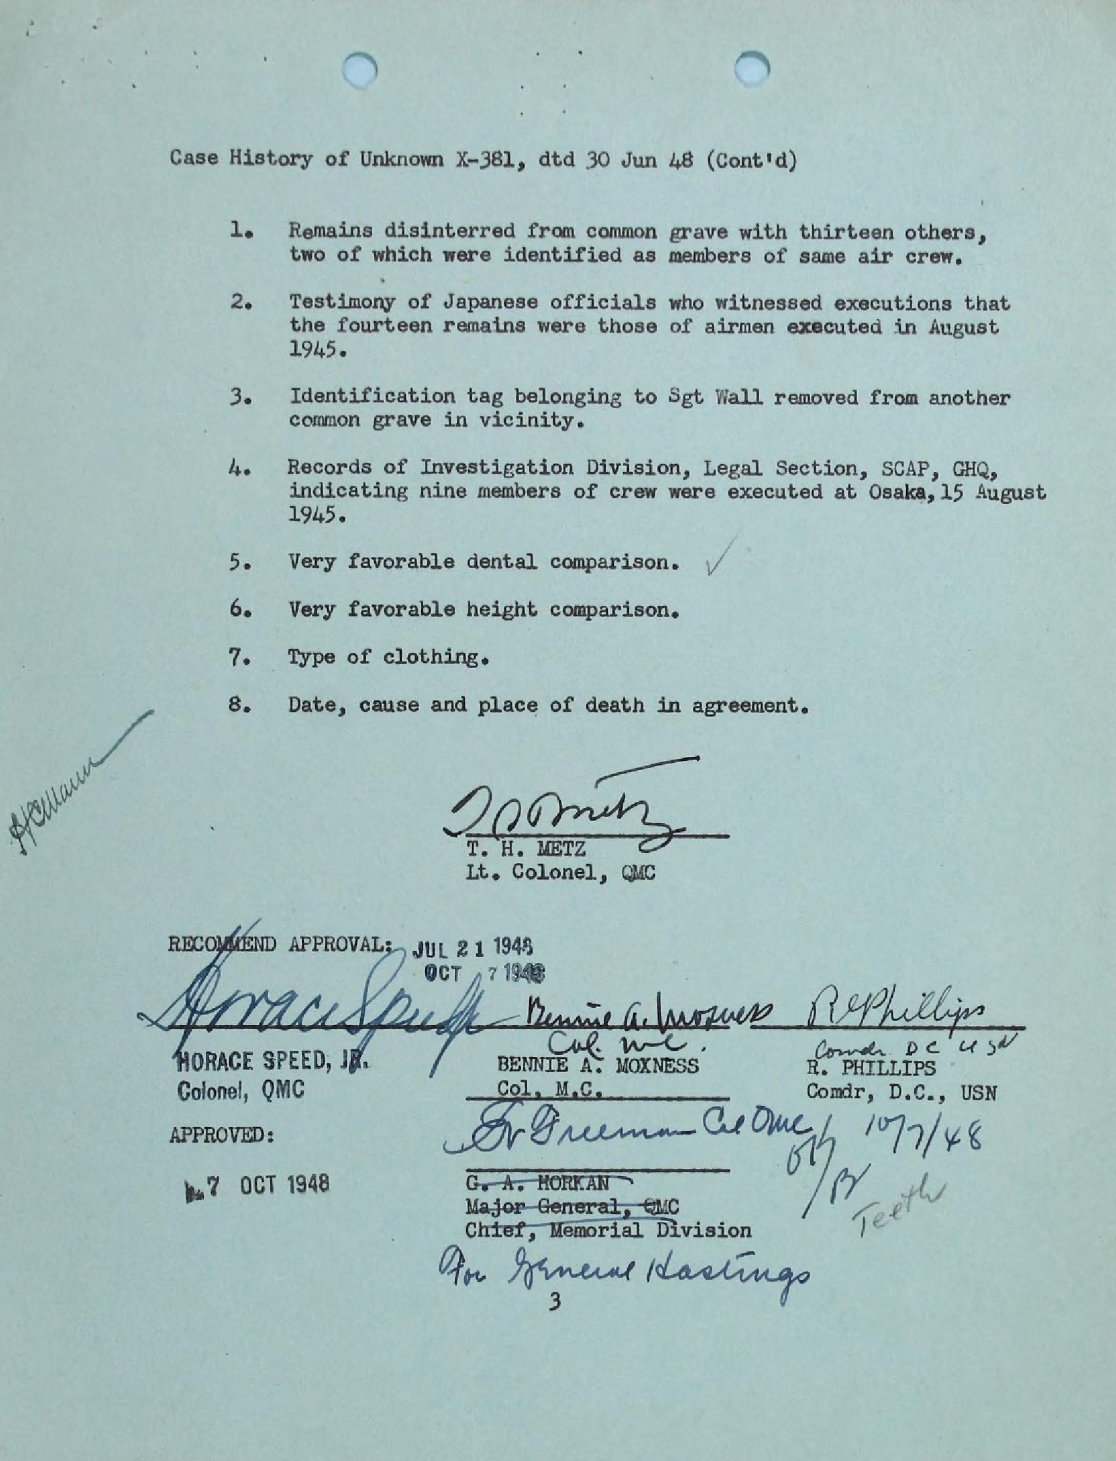 Case History of Unknown X-381, dtd 30 Jun 48 (Cont'd)
1. Remains disinterred from common grave with thirteen others,
two of which were identified as members of same air crew.
2. Testimony of Japanese officials who witnessed executions that
the fourteen remains were those of airmen executed in August
1945.
3. Identification tag belonging to Sgt Wall removed from another
common grave in vicinity.
4. Records of Investigation Division, Legal Section, SCAP, GHQ,
indicating nine members of crew were executed at Osaka, 15 August
1945.
5. Very favorable dental comparison. ✓
6. Very favorable height comparison.
7. Type of clothing.
8. Date, cause and place of death in agreement.
T. H. METZ
Lt. Colonel, QMC
RECOMMEND APPROVAL: JUL 21 1948
OCT 7 1948
Horace Speed Jr Bennie A. Moxness R Phillips
Col. MC. Comdr DC USN
HORACE SPEED, JR. BENNIE A. MOXNESS R. PHILLIPS
Colonel, QMC Col, M.C. Comdr, D.C., USN
APPROVED: Freeman Col QMC 10/7/48
7 OCT 1948 G. A. HORKAN
Major General, QMC Teeth
Chief, Memorial Division
For General Hastings
3